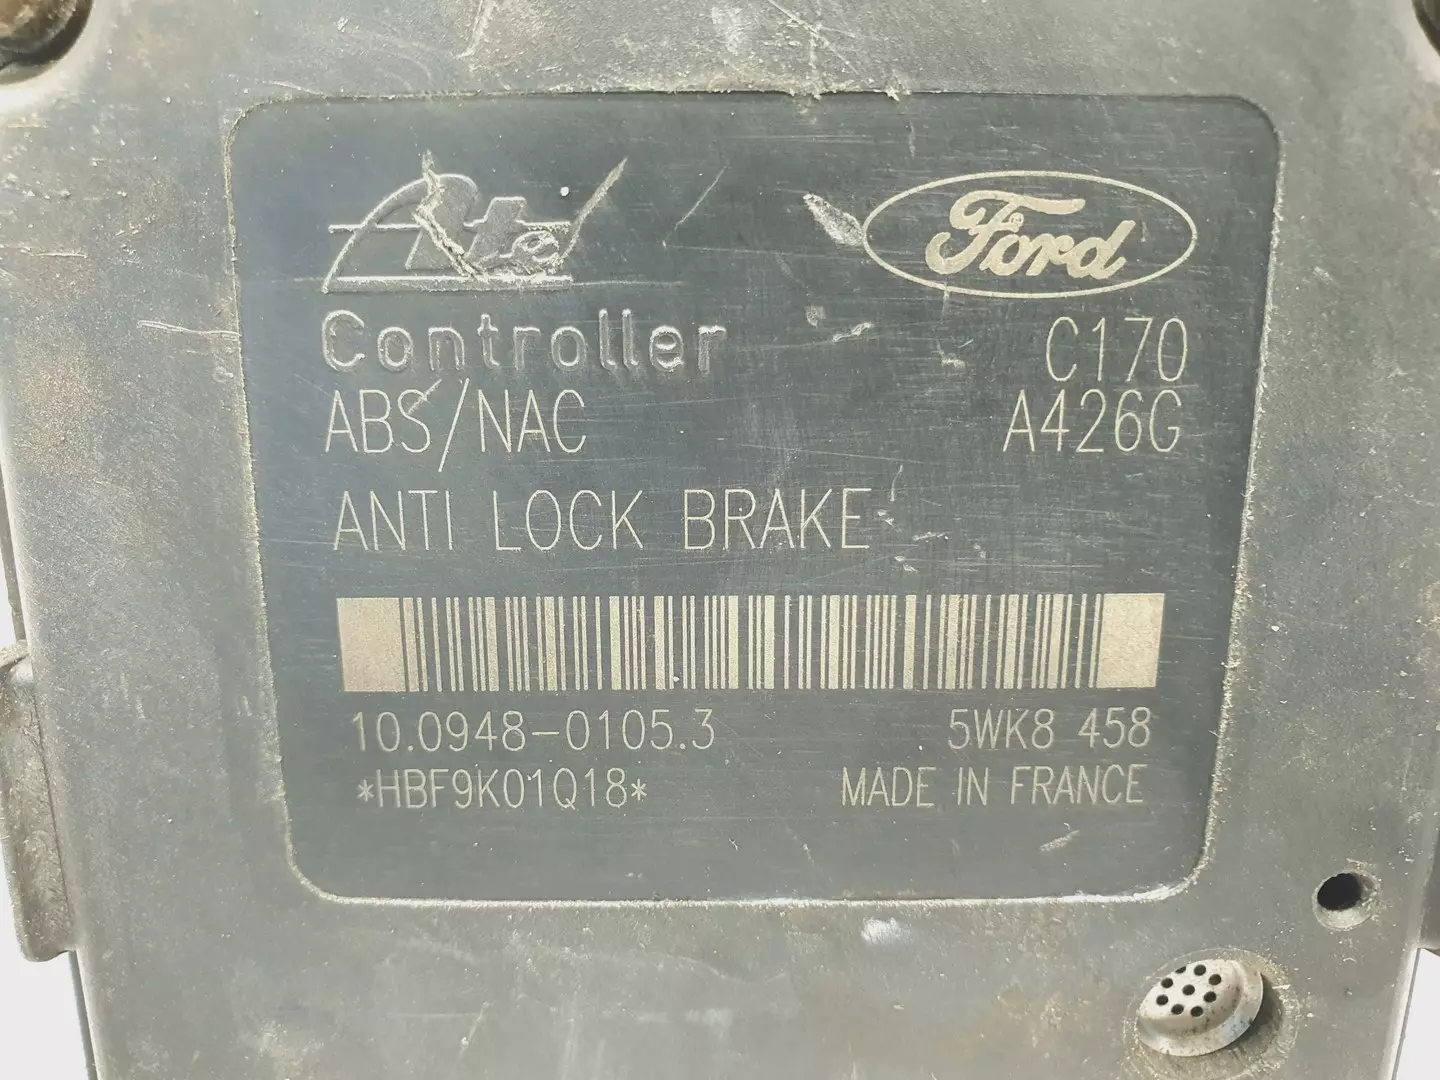 Ate Ford
Controller C170
ABS/NAC A426G
ANTI LOCK BRAKE
10.0948-0105.3 5WK8 458
*HBF9K01Q18* MADE IN FRANCE